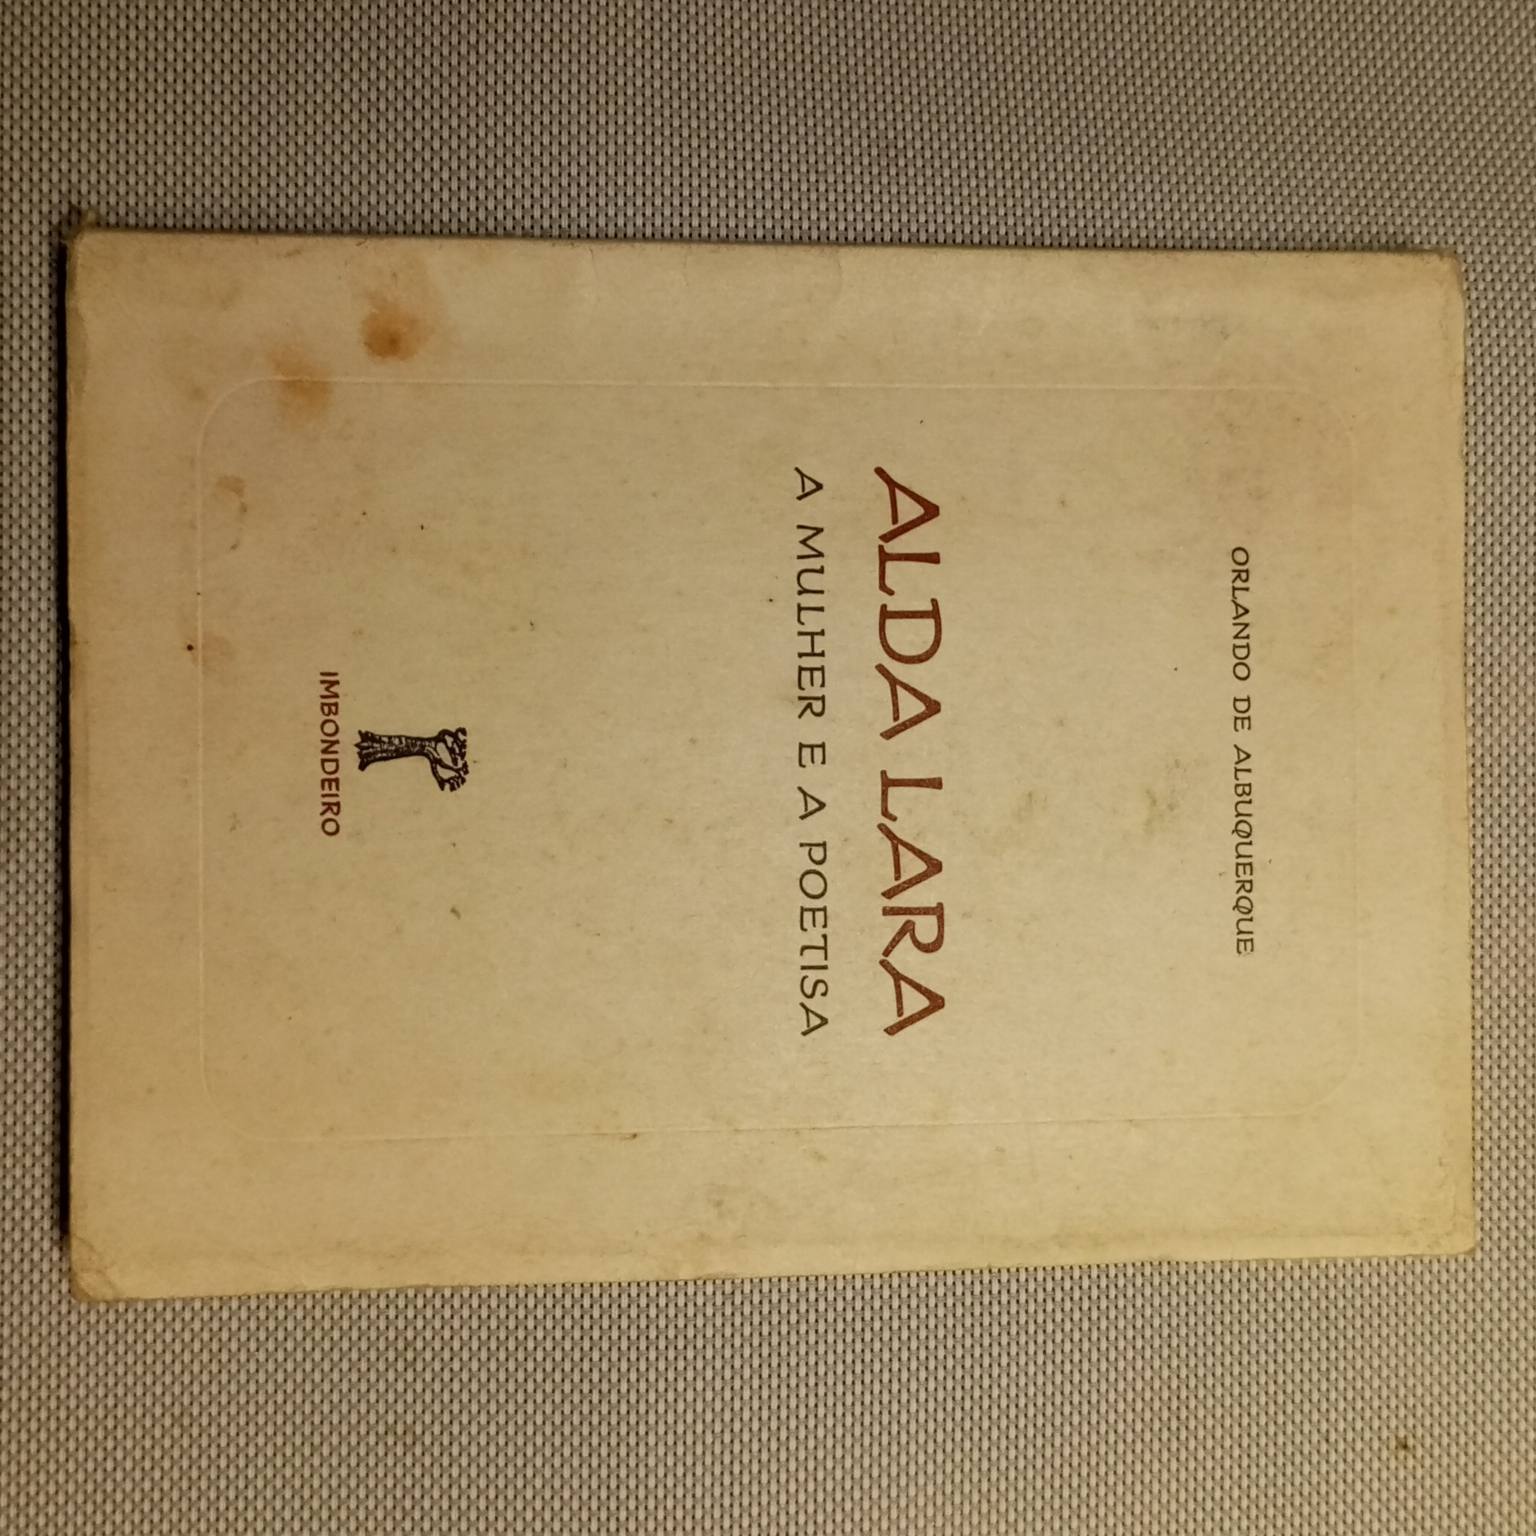 ORLANDO DE ALBUQUERQUE
ALDA LARA
A MULHER E A POETISA
IMBONDEIRO